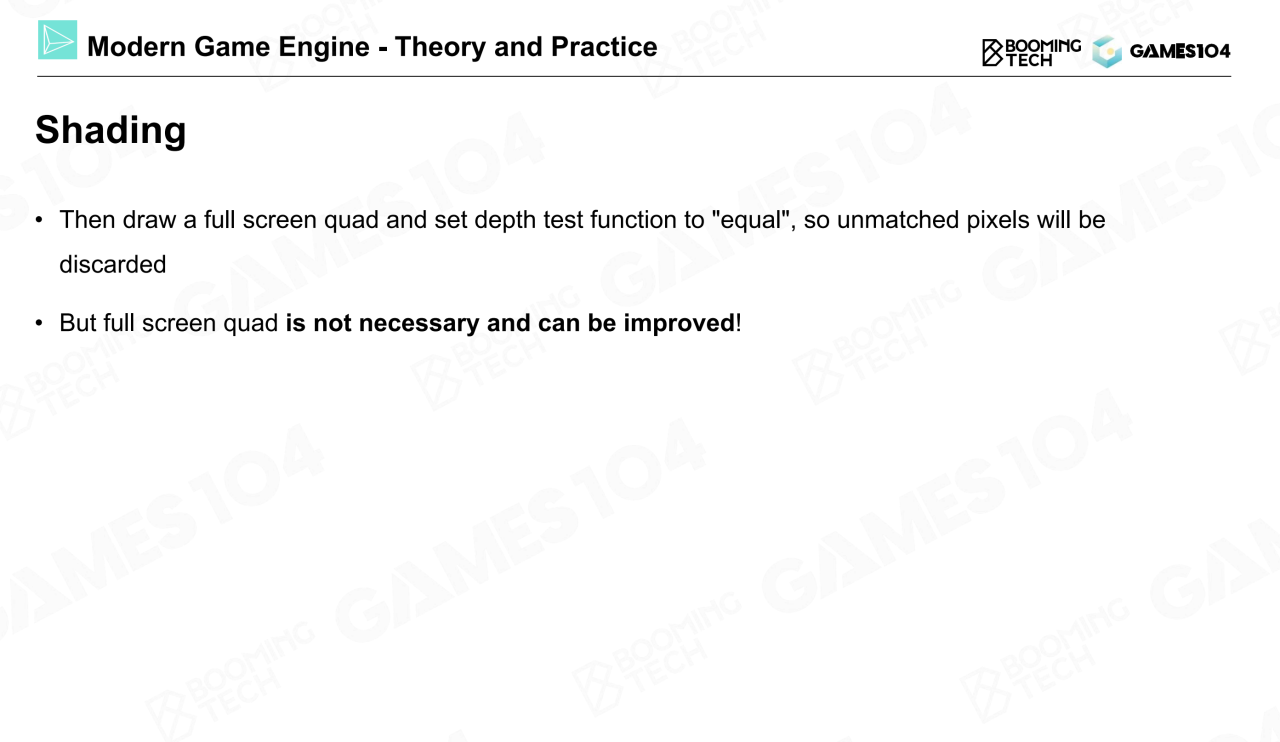 Modern Game Engine - Theory and Practice
BOOMING
TECH
GAMES104
Shading
• Then draw a full screen quad and set depth test function to "equal", so unmatched pixels will be
discarded
• But full screen quad is not necessary and can be improved!